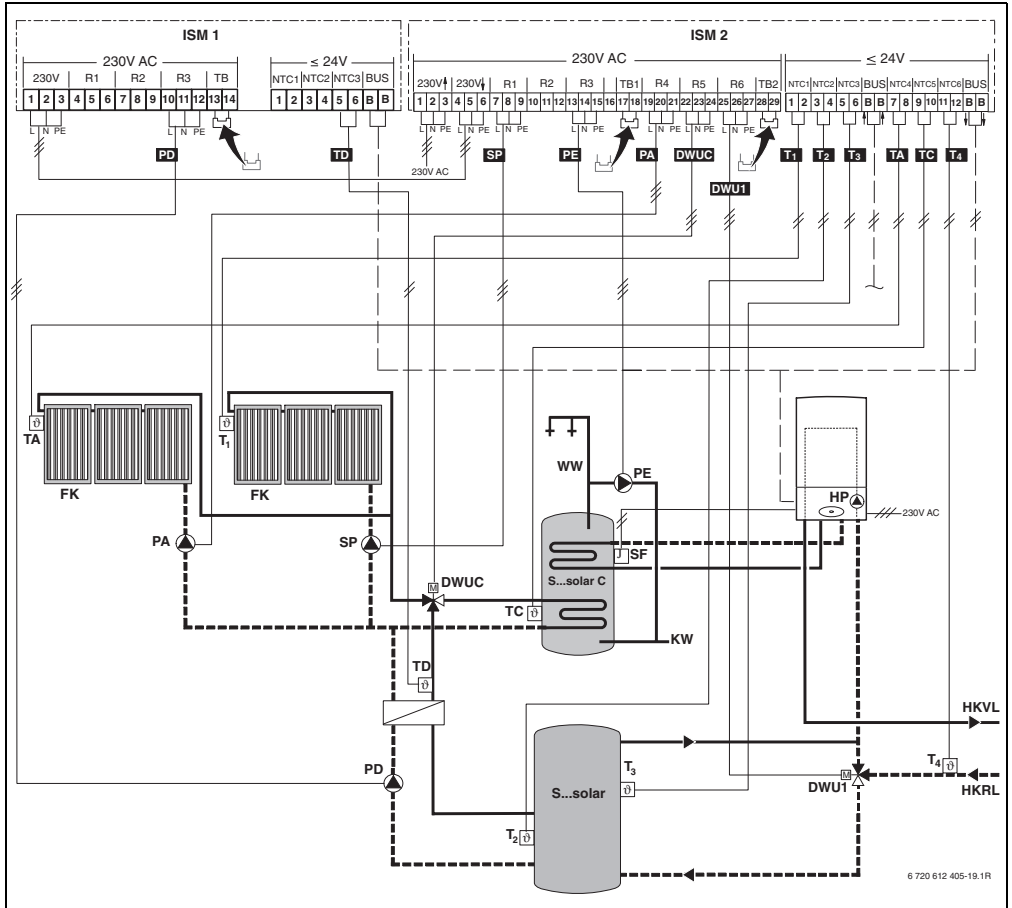 ISM 1
ISM 2
230V AC
≤ 24V
230V AC
≤ 24V
230V R1 R2 R3 TB
NTC1 NTC2 NTC3 BUS
230V R1 R2 R3 TB1 R4 R5 R6 TB2
NTC1 NTC2 NTC3 BUS NTC4 NTC5 NTC6 BUS
1 2 3 4 5 6 7 8 9 10 11 12 13 14
1 2 3 4 5 6 B B
1 2 3 4 5 6 7 8 9 10 11 12 13 14 15 16 17 18 19 20 21 22 23 24 25 26 27 28 29
1 2 3 4 5 6 B B 7 8 9 10 11 12 B B
L N PE
L N PE
L N PE
L N PE
L N PE
L N PE
L N
L N
L N PE
PD
TD
230V AC
SP
PE
PA
DWUC
DWU1
T1
T2
T3
TA
TC
T4
TA
FK
T1
FK
WW
PE
HP
230V AC
PA
SP
DWUC
SF
S...solar C
TC
KW
TD
HKVL
PD
T3
T4
DWU1
HKRL
S...solar
T2
6 720 612 405-19.1R